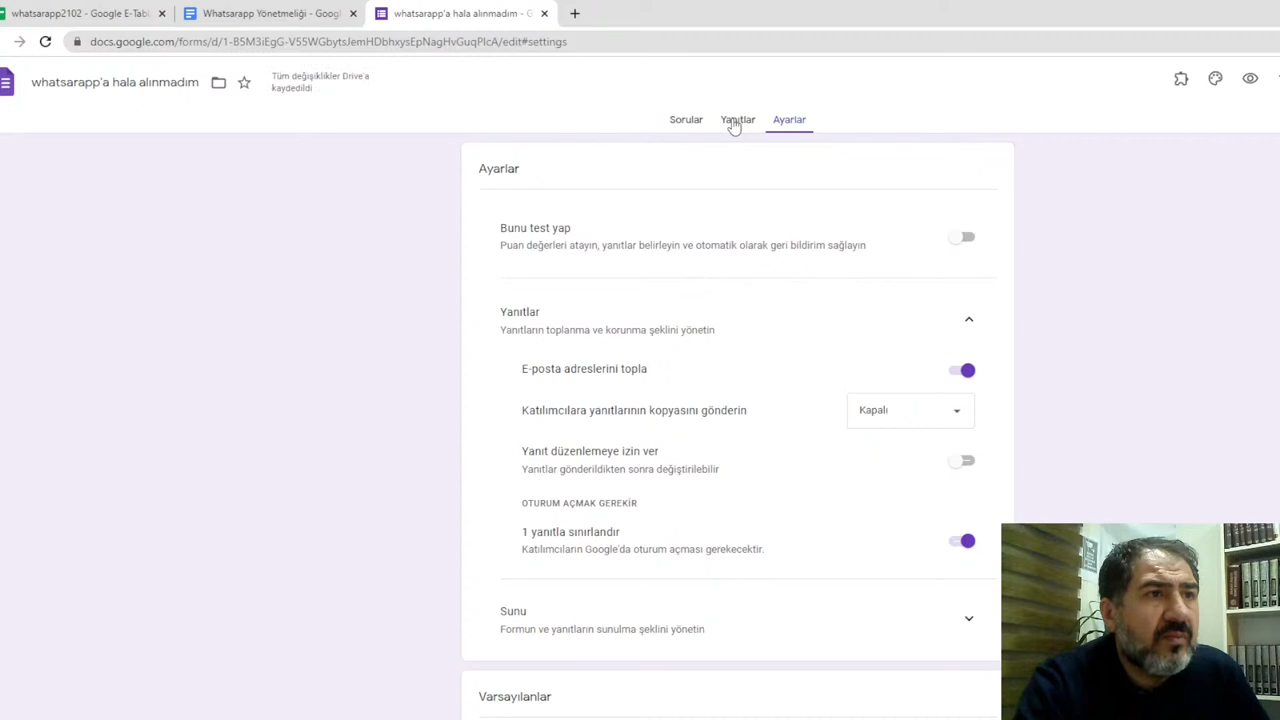 whatsarapp2102 - Google E-Tabl
Whatsarapp Yönetmeliği - Googl
whatsarapp'a hala alınmadım - G
docs.google.com/forms/d/1-B5M3iEgG-V55WGbytsJemHDbhxysEpNagHvGuqPIcA/edit#settings
whatsarapp'a hala alınmadım
Tüm değişiklikler Drive'a
kaydedildi
Sorular
Yanıtlar
Ayarlar
Ayarlar
Bunu test yap
Puan değerleri atayın, yanıtlar belirleyin ve otomatik olarak geri bildirim sağlayın
Yanıtlar
Yanıtların toplanma ve korunma şeklini yönetin
E-posta adreslerini topla
Katılımcılara yanıtlarının kopyasını gönderin
Kapalı
Yanıt düzenlemeye izin ver
Yanıtlar gönderildikten sonra değiştirilebilir
OTURUM AÇMAK GEREKİR
1 yanıtla sınırlandır
Katılımcıların Google'da oturum açması gerekecektir.
Sunu
Formun ve yanıtların sunulma şeklini yönetin
Varsayılanlar